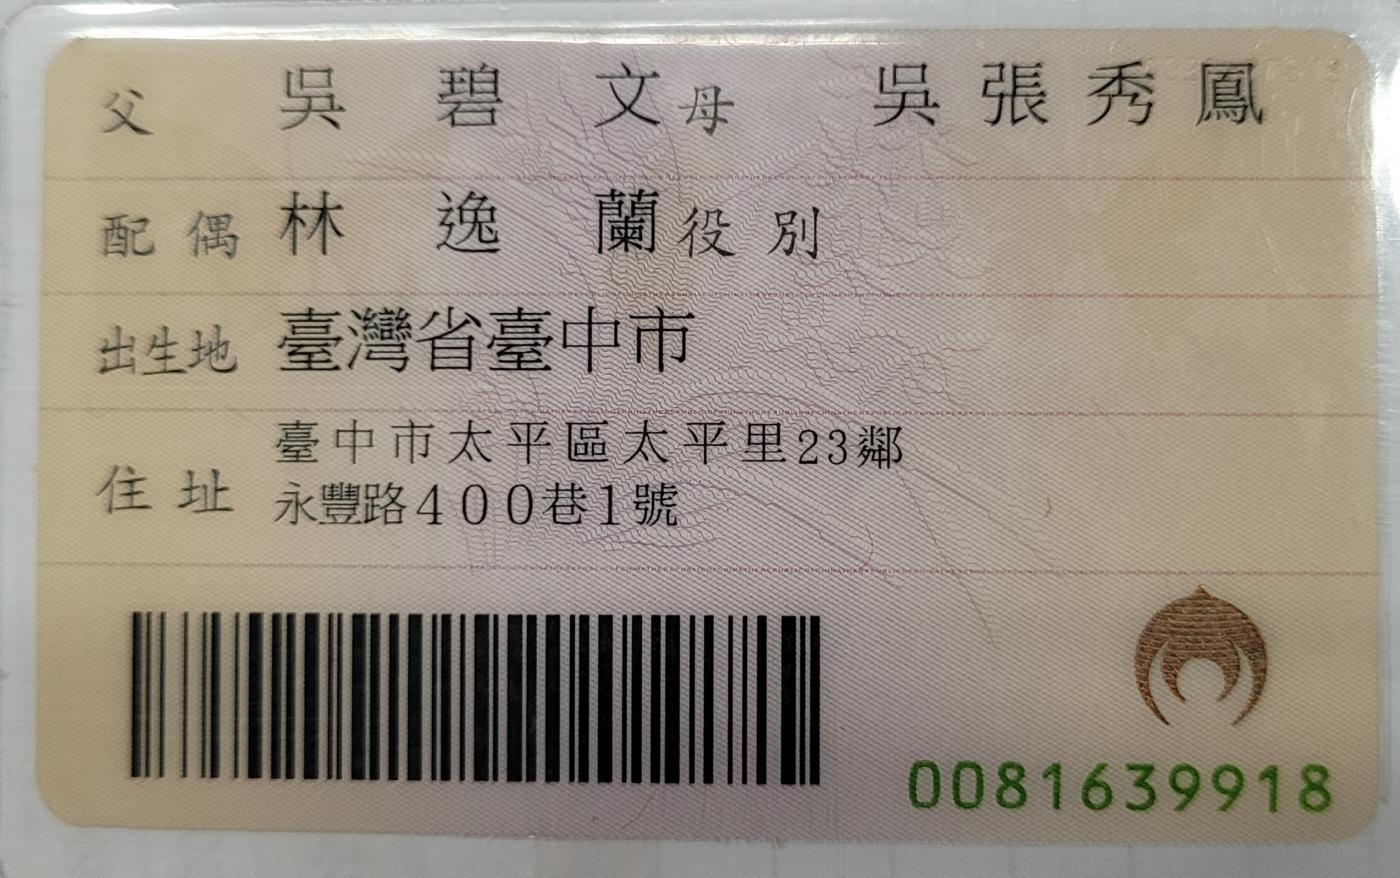 父 吳碧文 母 吳張秀鳳
配偶 林逸蘭 役別
出生地 臺灣省臺中市
住址 臺中市太平區太平里23鄰
永豐路400巷1號
0081639918